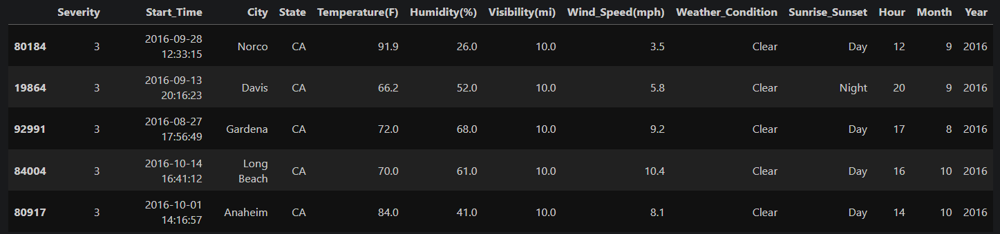 Severity Start_Time City State Temperature(F) Humidity(%) Visibility(mi) Wind_Speed(mph) Weather_Condition Sunrise_Sunset Hour Month Year
80184 3 2016-09-28 12:33:15 Norco CA 91.9 26.0 10.0 3.5 Clear Day 12 9 2016
19864 3 2016-09-13 20:16:23 Davis CA 66.2 52.0 10.0 5.8 Clear Night 20 9 2016
92991 3 2016-08-27 17:56:49 Gardena CA 72.0 68.0 10.0 9.2 Clear Day 17 8 2016
84004 3 2016-10-14 16:41:12 Long Beach CA 70.0 61.0 10.0 10.4 Clear Day 16 10 2016
80917 3 2016-10-01 14:16:57 Anaheim CA 84.0 41.0 10.0 8.1 Clear Day 14 10 2016